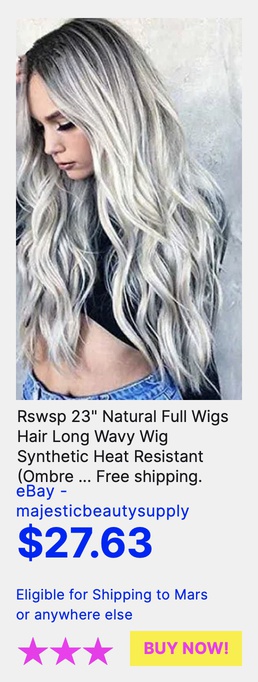 Rswsp 23" Natural Full Wigs
Hair Long Wavy Wig
Synthetic Heat Resistant
(Ombre ... Free shipping.
eBay -
majesticbeautysupply
$27.63
Eligible for Shipping to Mars
or anywhere else
BUY NOW!